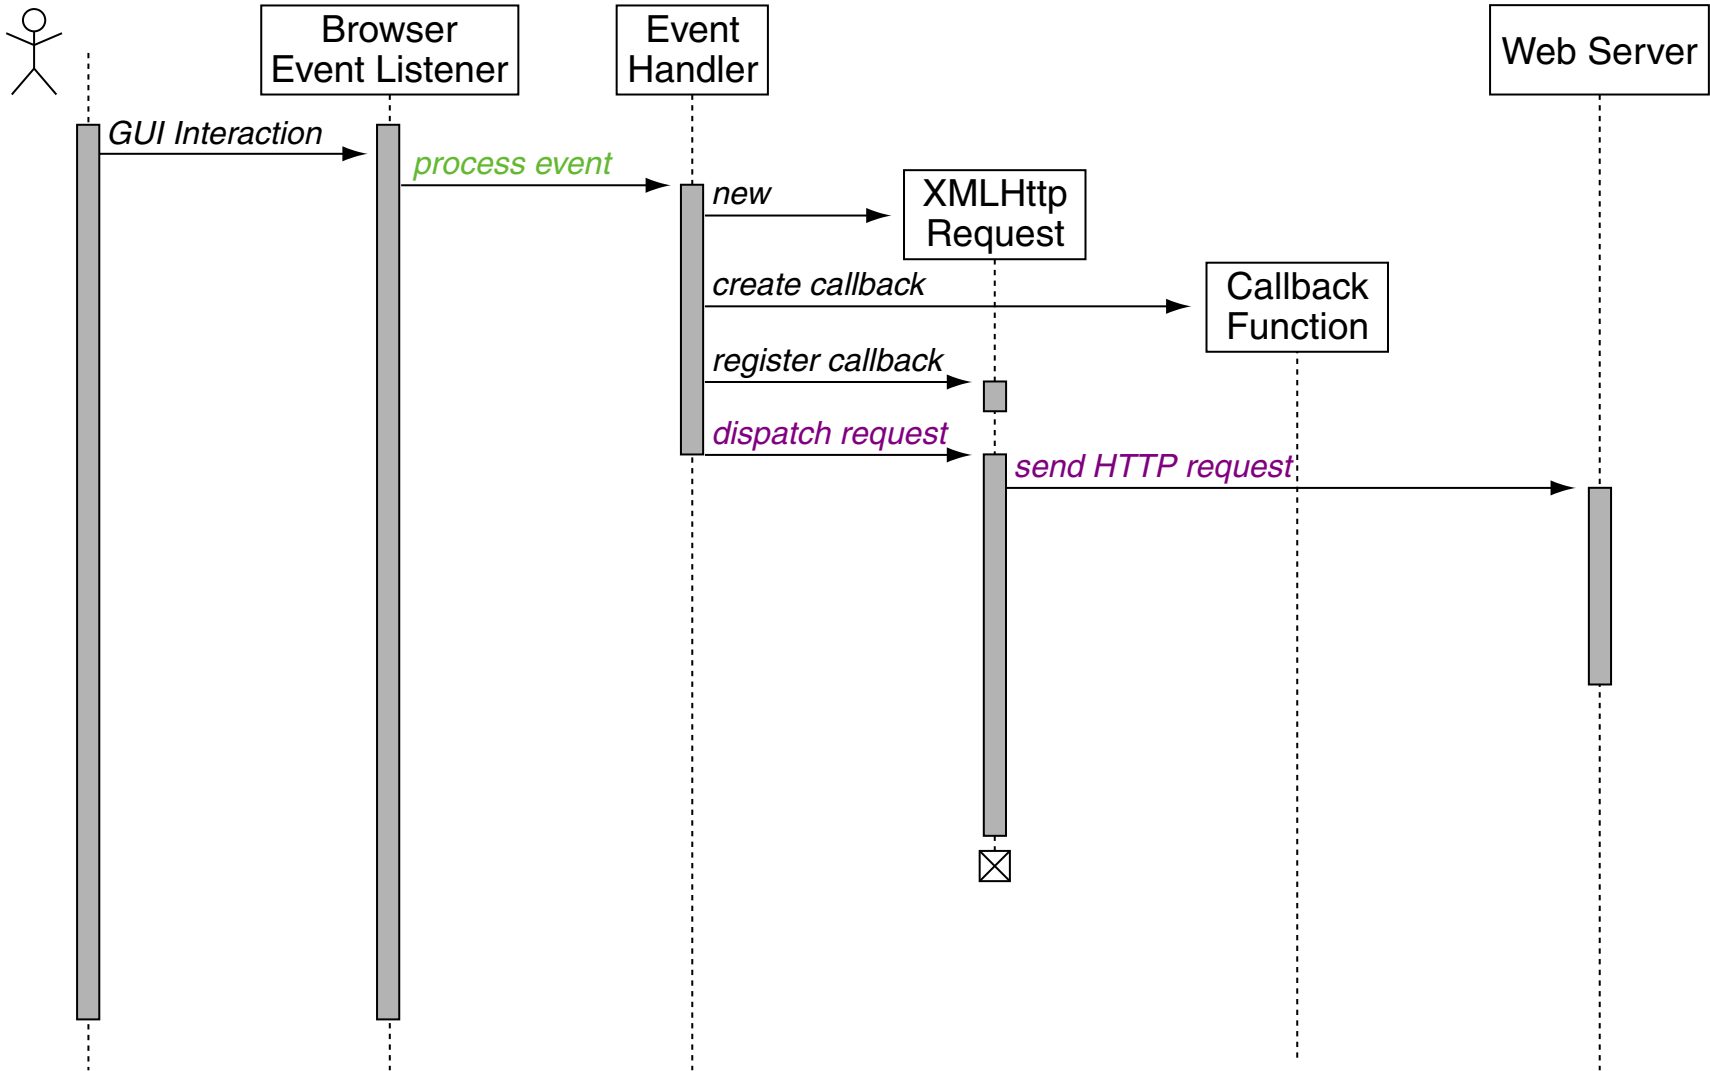 Browser
Event Listener
Event
Handler
Web Server
GUI Interaction
process event
new
XMLHttp
Request
create callback
Callback
Function
register callback
dispatch request
send HTTP request